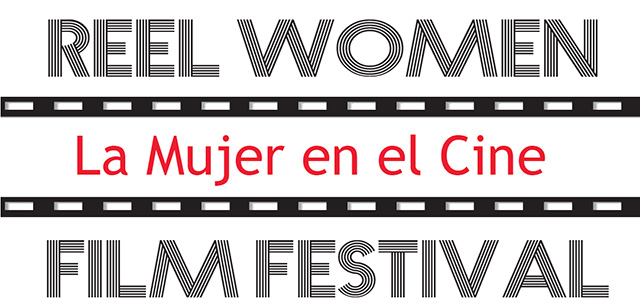 REEL WOMEN
La Mujer en el Cine
FILM FESTIVAL